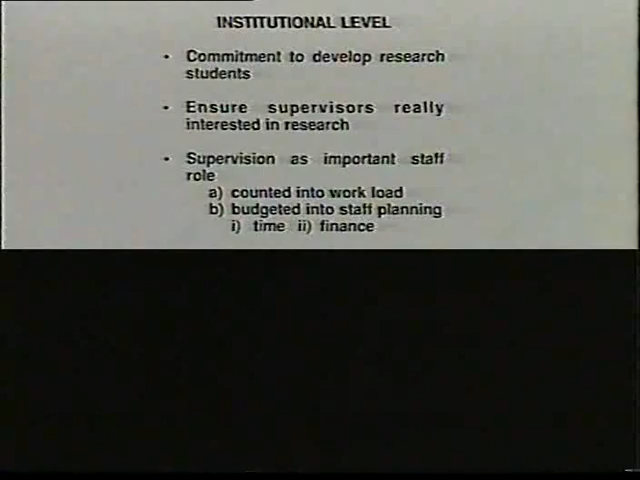 INSTITUTIONAL LEVEL
• Commitment to develop research
students
• Ensure supervisors really
interested in research
• Supervision as important staff
role
a) counted into work load
b) budgeted into staff planning
i) time ii) finance